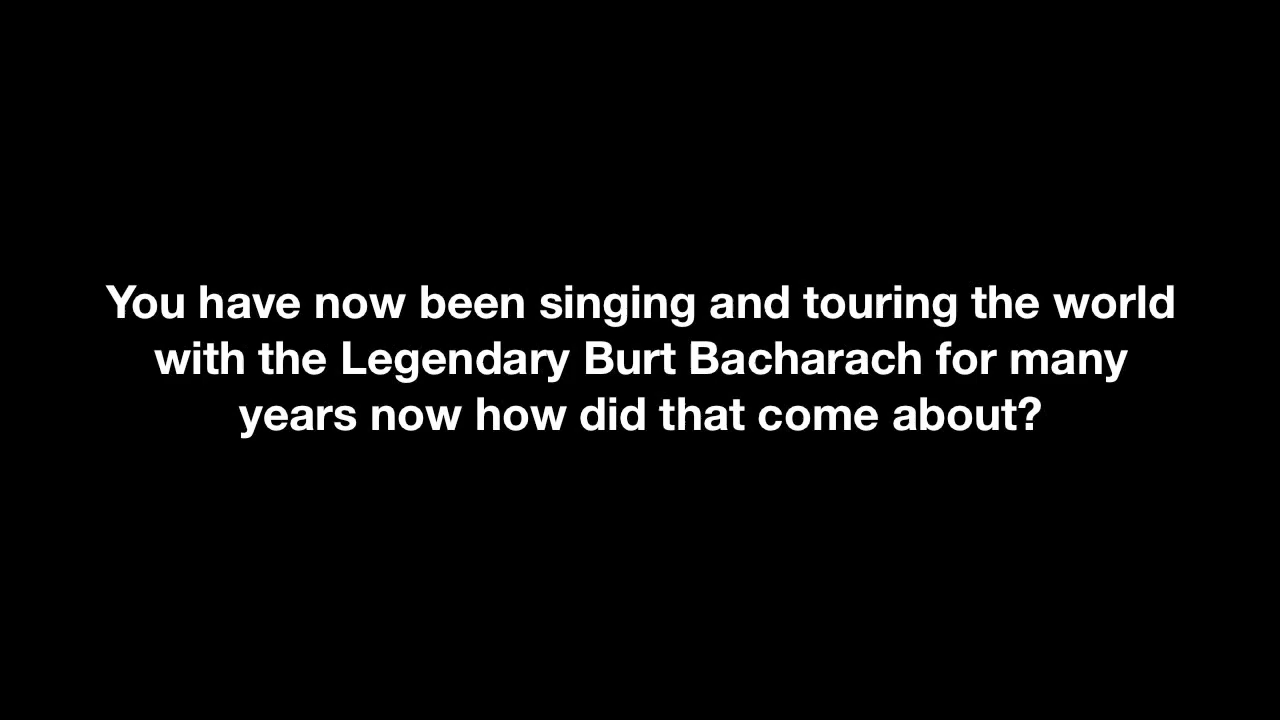 You have now been singing and touring the world
with the Legendary Burt Bacharach for many
years now how did that come about?